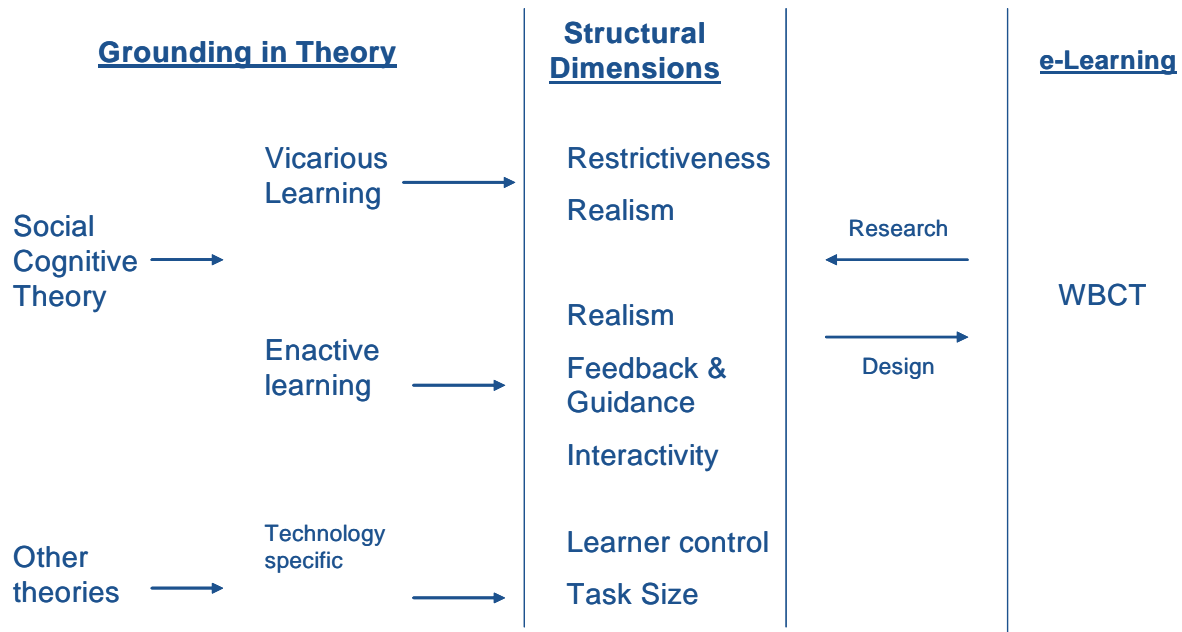 Grounding in Theory
Structural
Dimensions
e-Learning
Social
Cognitive
Theory
Vicarious
Learning
Restrictiveness
Realism
Enactive
learning
Realism
Feedback &
Guidance
Interactivity
Other
theories
Technology
specific
Learner control
Task Size
Research
Design
WBCT